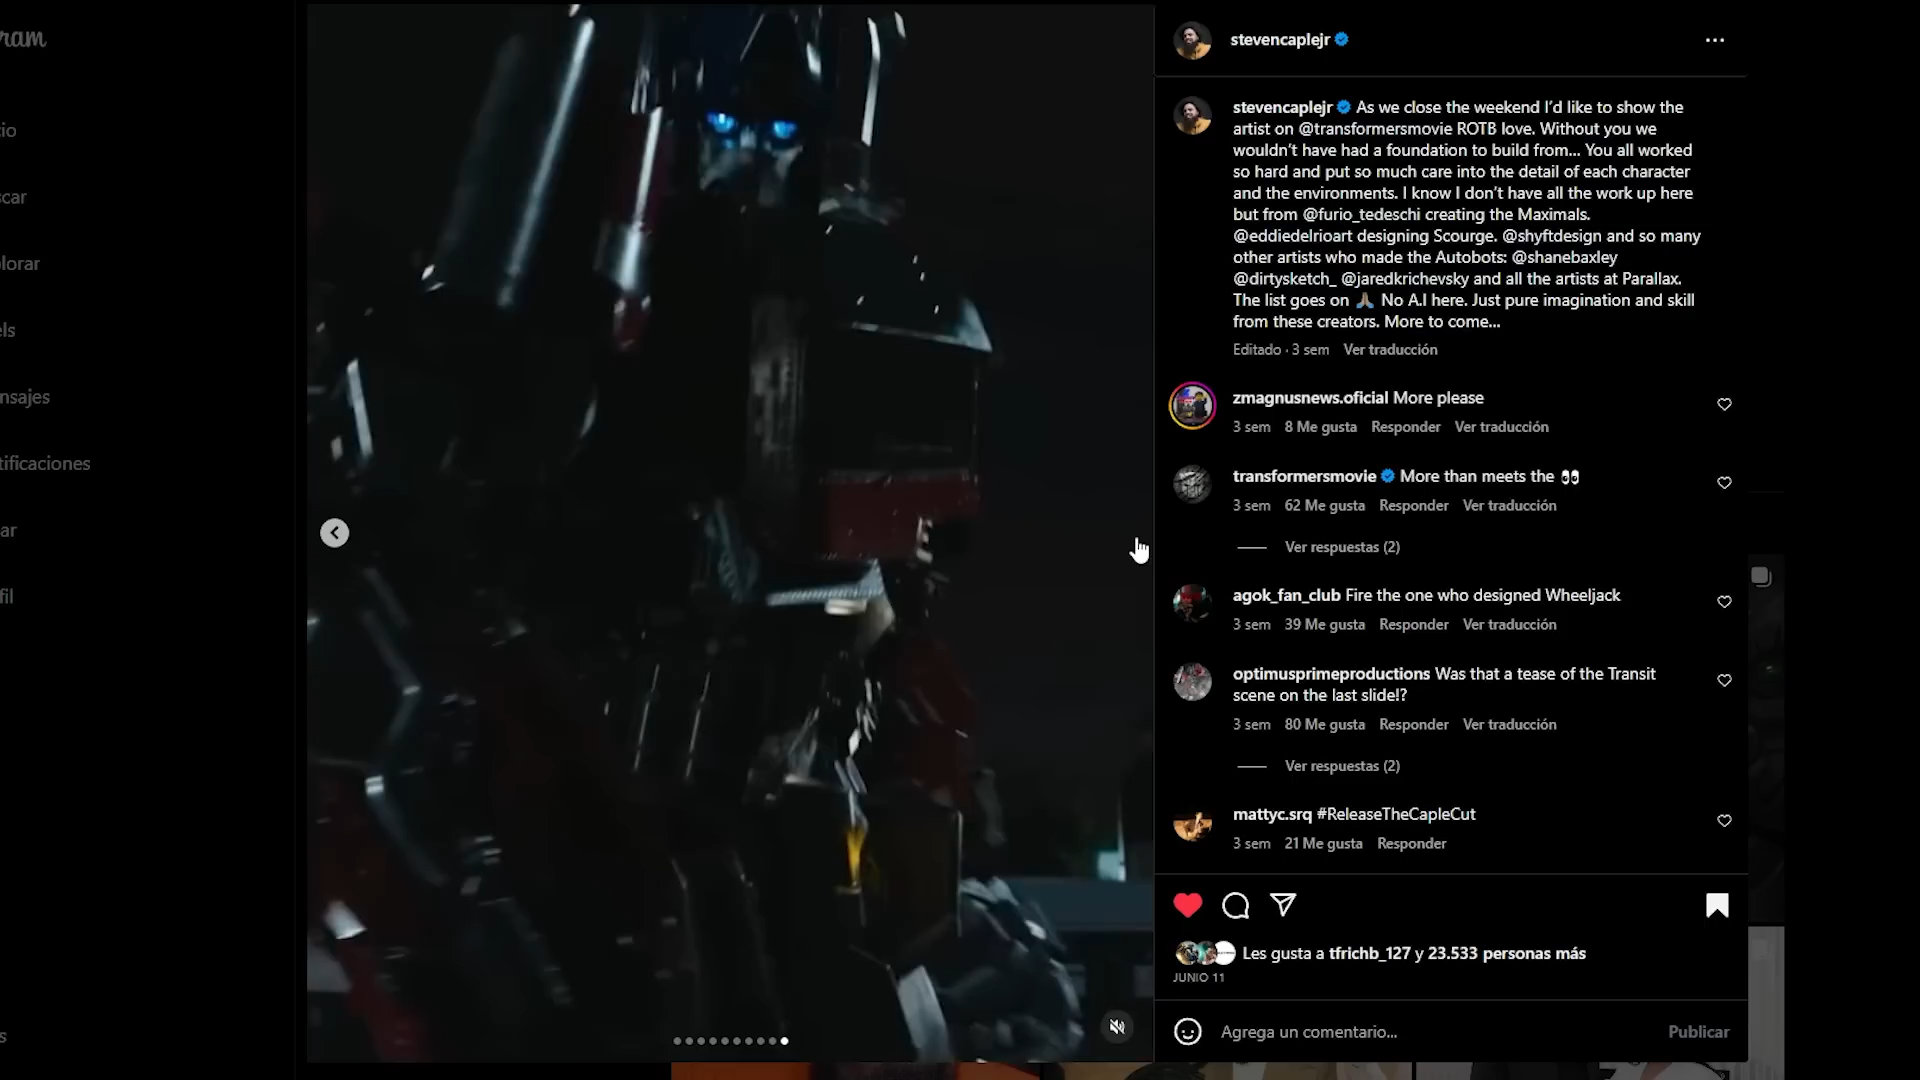 ram
io
car
lorar
ls
nsajes
tificaciones
ar
fil
s
stevencaplejr
stevencaplejr As we close the weekend I'd like to show the
artist on @transformersmovie ROTB love. Without you we
wouldn't have had a foundation to build from... You all worked
so hard and put so much care into the detail of each character
and the environments. I know I don't have all the work up here
but from @furio_tedeschi creating the Maximals.
@eddiedelrioart designing Scourge. @shyftdesign and so many
other artists who made the Autobots: @shanebaxley
@dirtysketch_ @jaredkrichevsky and all the artists at Parallax.
The list goes on 🙏🏽 No A.I here. Just pure imagination and skill
from these creators. More to come...
Editado · 3 sem Ver traducción
zmagnusnews.oficial More please
3 sem 8 Me gusta Responder Ver traducción
transformersmovie More than meets the 👀
3 sem 62 Me gusta Responder Ver traducción
Ver respuestas (2)
agok_fan_club Fire the one who designed Wheeljack
3 sem 39 Me gusta Responder Ver traducción
optimusprimeproductions Was that a tease of the Transit
scene on the last slide!?
3 sem 80 Me gusta Responder Ver traducción
Ver respuestas (2)
mattyc.srq #ReleaseTheCapleCut
3 sem 21 Me gusta Responder
Les gusta a tfrichb_127 y 23.533 personas más
JUNIO 11
Agrega un comentario...
Publicar